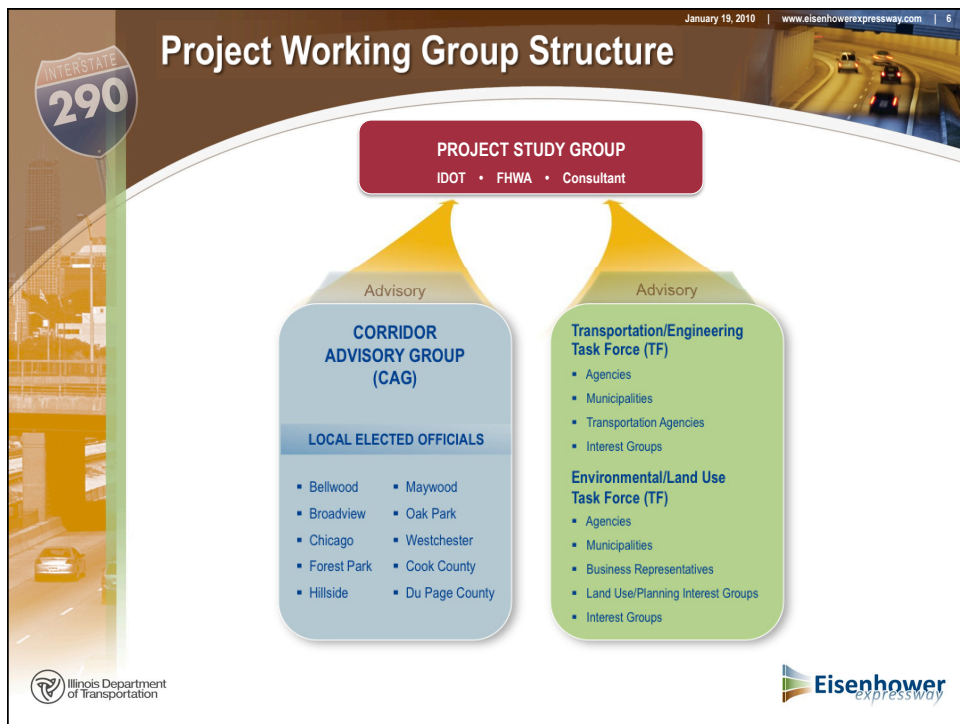 January 19, 2010 | www.eisenhowerexpressway.com | 6
Project Working Group Structure
INTERSTATE
290
PROJECT STUDY GROUP
IDOT • FHWA • Consultant
Advisory
CORRIDOR
ADVISORY GROUP
(CAG)
LOCAL ELECTED OFFICIALS
▪ Bellwood
▪ Broadview
▪ Chicago
▪ Forest Park
▪ Hillside
▪ Maywood
▪ Oak Park
▪ Westchester
▪ Cook County
▪ Du Page County
Advisory
Transportation/Engineering
Task Force (TF)
▪ Agencies
▪ Municipalities
▪ Transportation Agencies
▪ Interest Groups
Environmental/Land Use
Task Force (TF)
▪ Agencies
▪ Municipalities
▪ Business Representatives
▪ Land Use/Planning Interest Groups
▪ Interest Groups
Illinois Department
of Transportation
Eisenhower
expressway